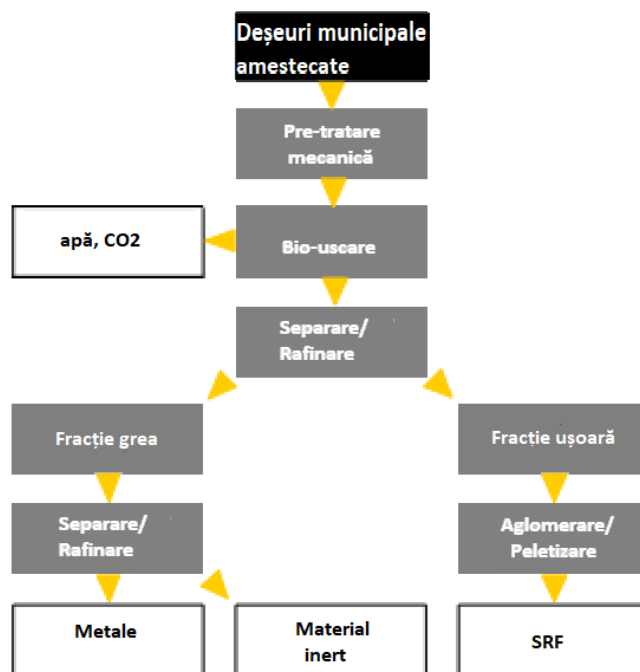 Deșeuri municipale
amestecate
Pre-tratare
mecanică
apă, CO2
Bio-uscare
Separare/
Rafinare
Fracție grea
Fracție ușoară
Separare/
Rafinare
Aglomerare/
Peletizare
Metale
Material
inert
SRF